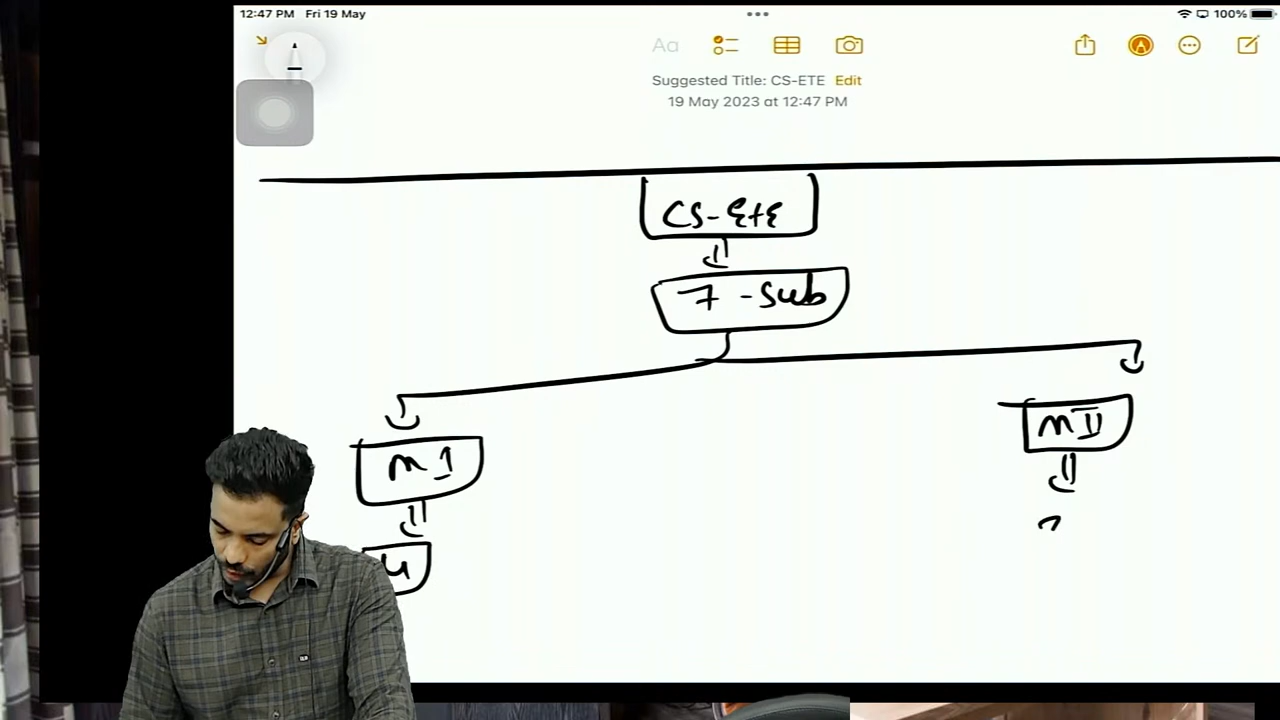 12:47 PM Fri 19 May
100%
Aa
Suggested Title: CS-ETE Edit
19 May 2023 at 12:47 PM
CS-EtE
7 - Sub
M I
M II
4